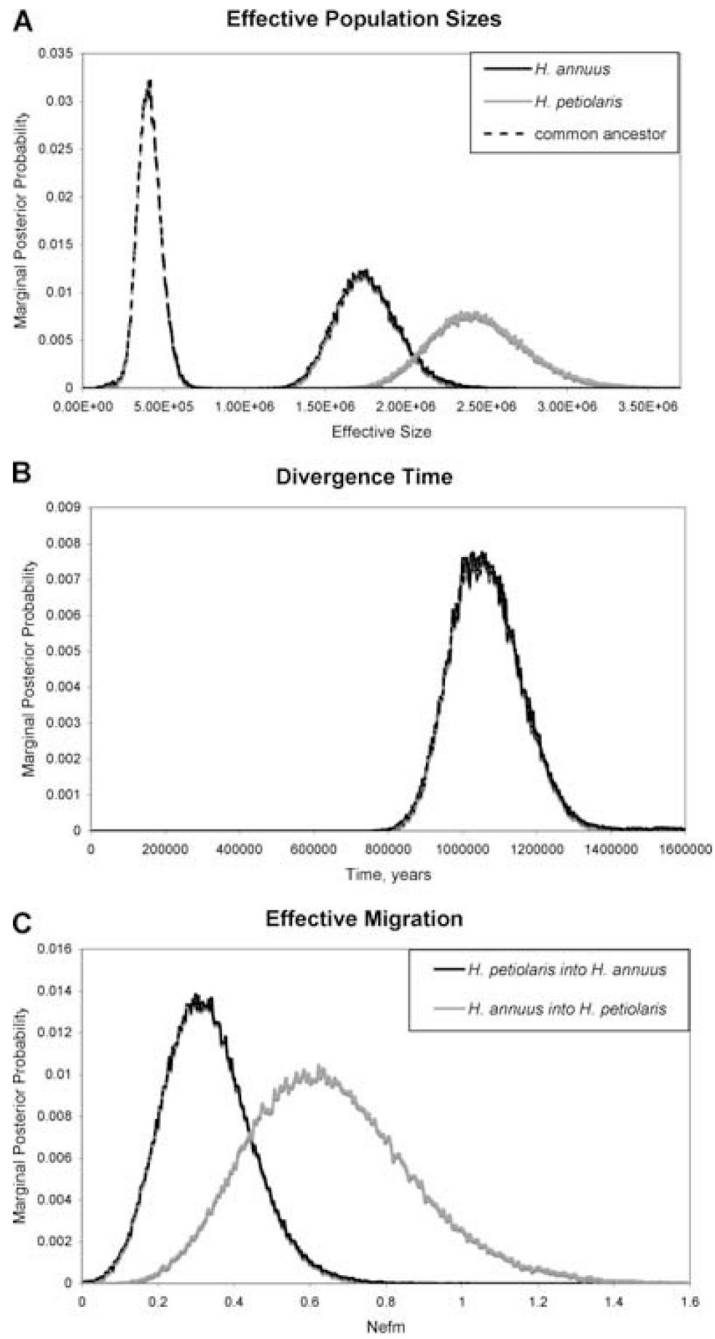 A
Effective Population Sizes
Marginal Posterior Probability
0.035
0.03
0.025
0.02
0.015
0.01
0.005
0
H. annuus
H. petiolaris
common ancestor
0.00E+00 5.00E+05 1.00E+06 1.50E+06 2.00E+06 2.50E+06 3.00E+06 3.50E+06
Effective Size
B
Divergence Time
Marginal Posterior Probability
0.009
0.008
0.007
0.006
0.005
0.004
0.003
0.002
0.001
0
0 200000 400000 600000 800000 1000000 1200000 1400000 1600000
Time, years
C
Effective Migration
Marginal Posterior Probability
0.016
0.014
0.012
0.01
0.008
0.006
0.004
0.002
0
H. petiolaris into H. annuus
H. annuus into H. petiolaris
0 0.2 0.4 0.6 0.8 1 1.2 1.4 1.6
Nefm